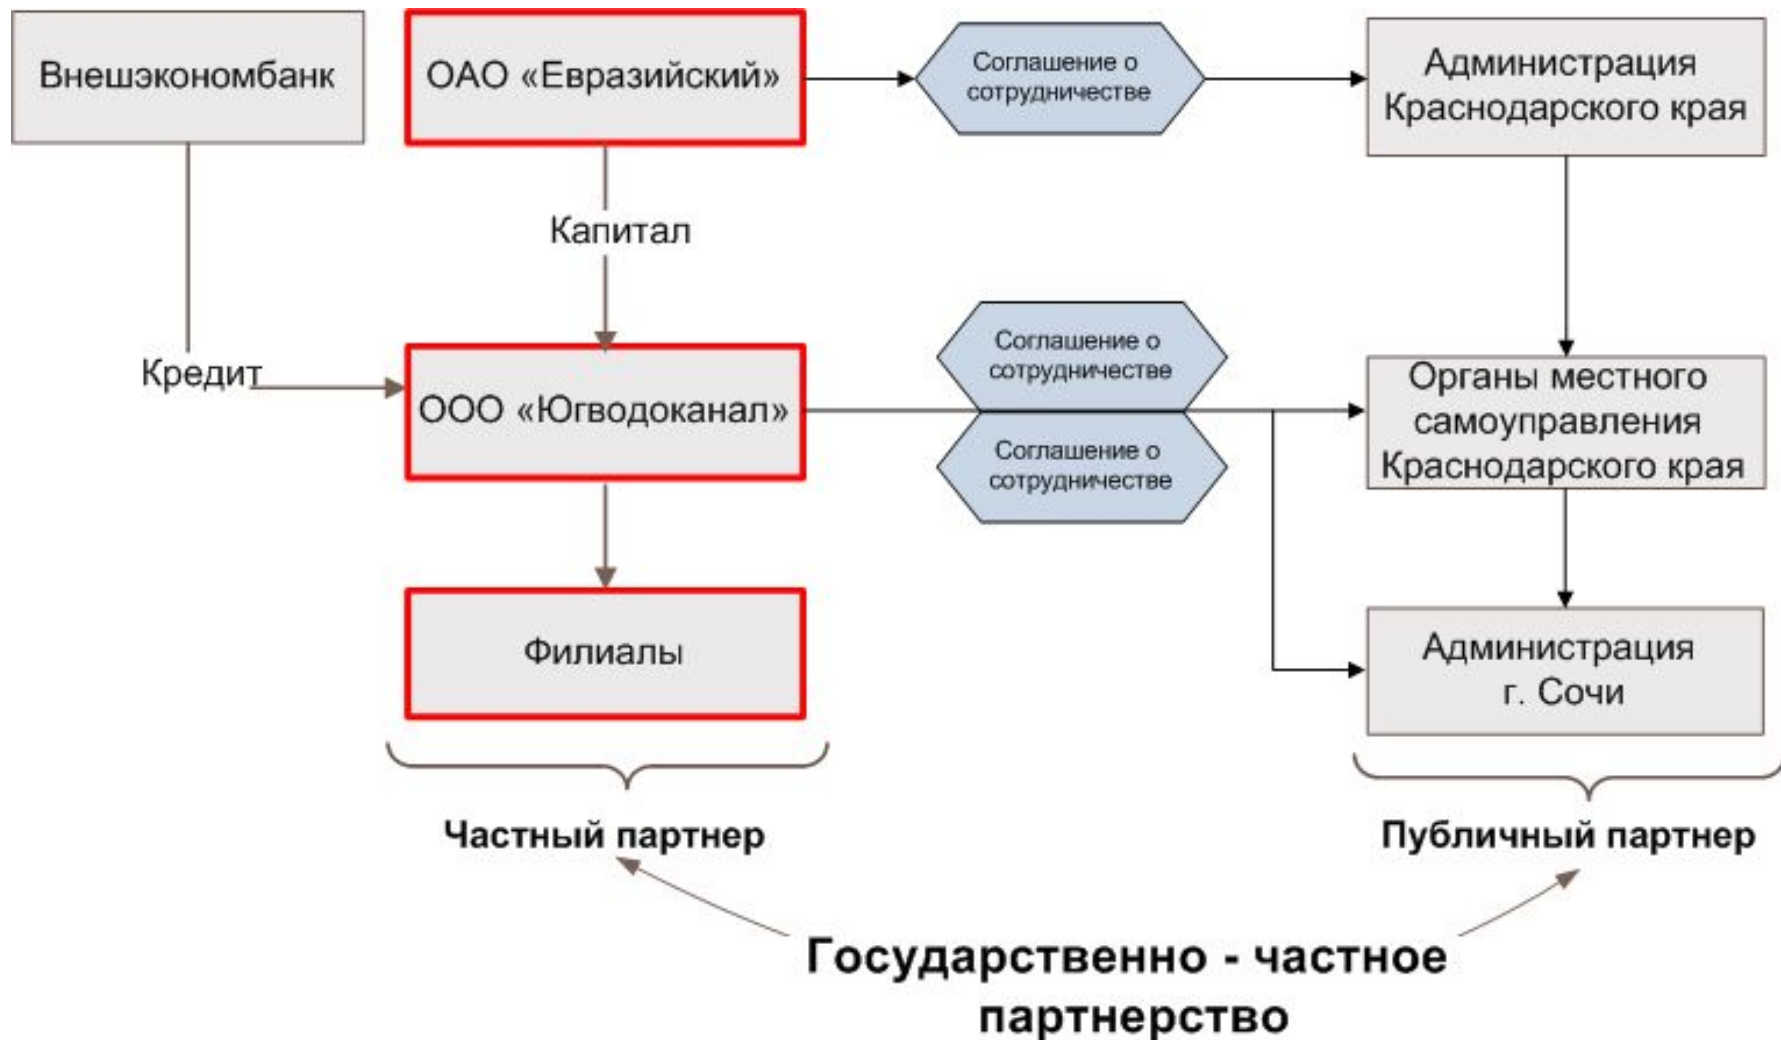 Внешэкономбанк
ОАО «Евразийский»
Соглашение о
сотрудничестве
Администрация
Краснодарского края
Капитал
Кредит
ООО «Югводоканал»
Соглашение о
сотрудничестве
Соглашение о
сотрудничестве
Органы местного
самоуправления
Краснодарского края
Филиалы
Администрация
г. Сочи
Частный партнер
Публичный партнер
Государственно - частное
партнерство